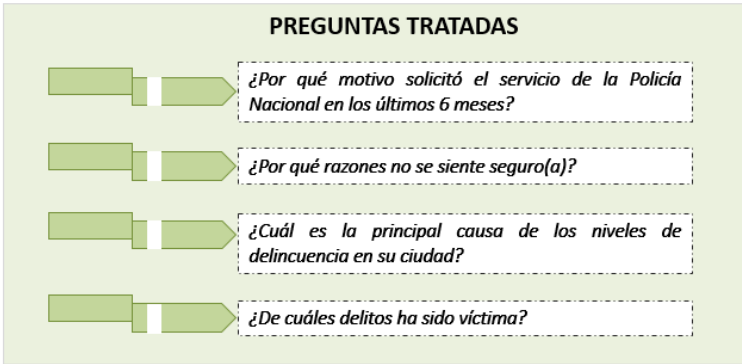 PREGUNTAS TRATADAS
¿Por qué motivo solicitó el servicio de la Policía
Nacional en los últimos 6 meses?
¿Por qué razones no se siente seguro(a)?
¿Cuál es la principal causa de los niveles de
delincuencia en su ciudad?
¿De cuáles delitos ha sido víctima?